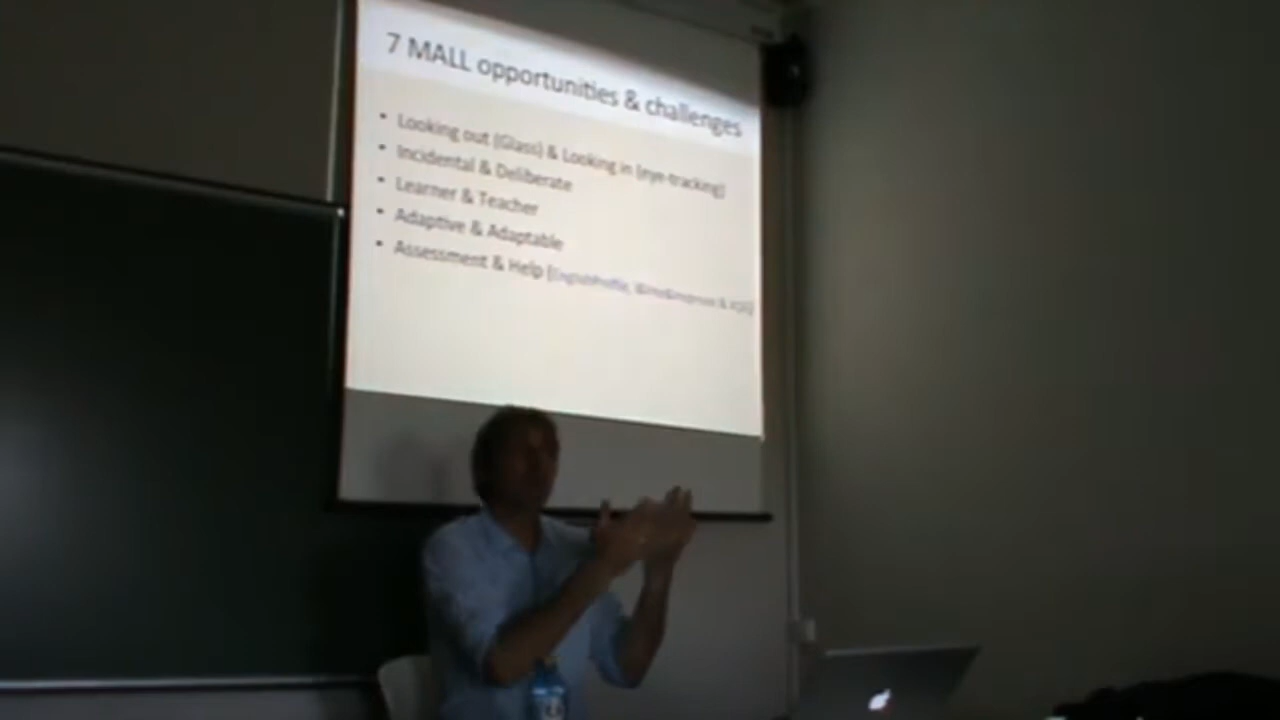 7 MALL opportunities & challenges
• Looking out (Glass) & Looking in (eye-tracking)
• Incidental & Deliberate
• Learner & Teacher
• Adaptive & Adaptable
• Assessment & Help (